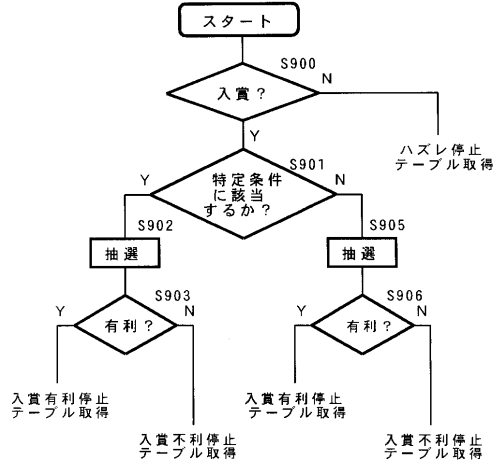 スタート
S900
入賞？
N
Y
ハズレ停止
テーブル取得
S901
特定条件
に該当
するか？
Y
N
S902
抽選
S905
抽選
S903
有利？
Y
N
S906
有利？
Y
N
入賞有利停止
テーブル取得
入賞不利停止
テーブル取得
入賞有利停止
テーブル取得
入賞不利停止
テーブル取得